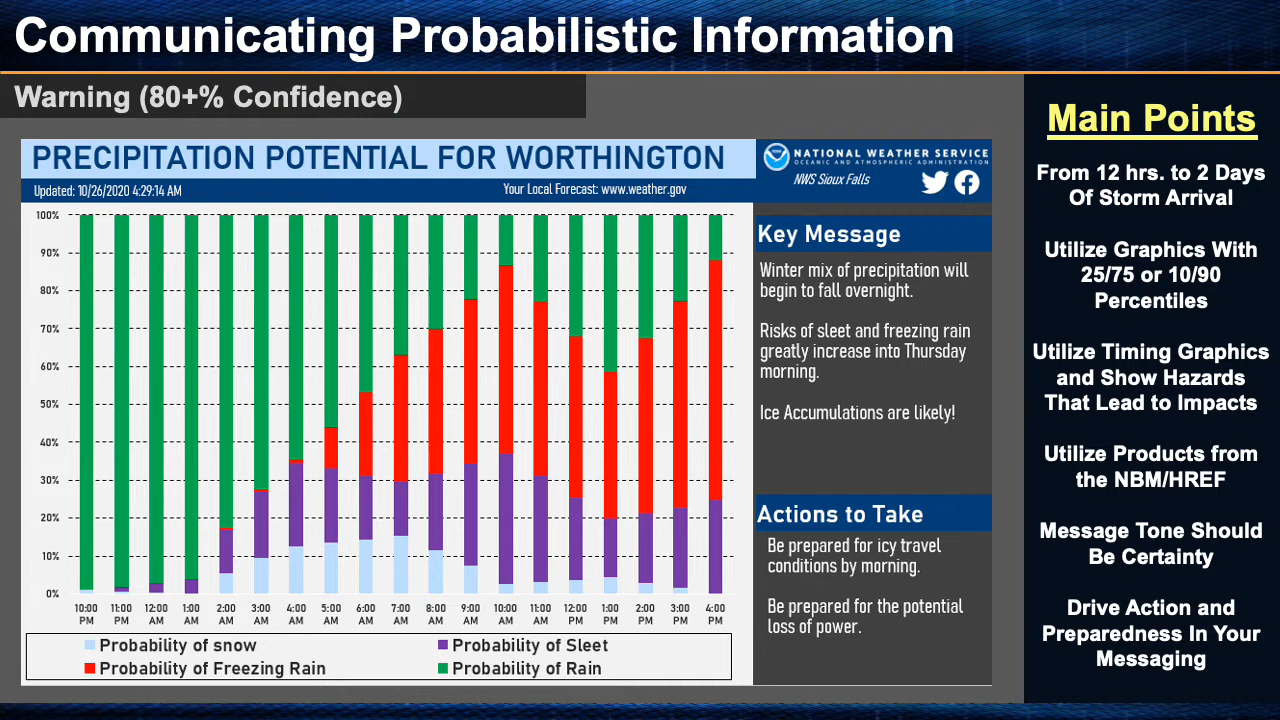 Communicating Probabilistic Information
Warning (80+% Confidence)
PRECIPITATION POTENTIAL FOR WORTHINGTON
Updated: 10/26/2020 4:29:14 AM
Your Local Forecast: www.weather.gov
NATIONAL WEATHER SERVICE
OCEANIC AND ATMOSPHERIC ADMINISTRATION
NWS Sioux Falls
100%
90%
80%
70%
60%
50%
40%
30%
20%
10%
0%
10:00 PM
11:00 PM
12:00 AM
1:00 AM
2:00 AM
3:00 AM
4:00 AM
5:00 AM
6:00 AM
7:00 AM
8:00 AM
9:00 AM
10:00 AM
11:00 AM
12:00 PM
1:00 PM
2:00 PM
3:00 PM
4:00 PM
Probability of snow
Probability of Sleet
Probability of Freezing Rain
Probability of Rain
Key Message
Winter mix of precipitation will
begin to fall overnight.
Risks of sleet and freezing rain
greatly increase into Thursday
morning.
Ice Accumulations are likely!
Actions to Take
Be prepared for icy travel
conditions by morning.
Be prepared for the potential
loss of power.
Main Points
From 12 hrs. to 2 Days
Of Storm Arrival
Utilize Graphics With
25/75 or 10/90
Percentiles
Utilize Timing Graphics
and Show Hazards
That Lead to Impacts
Utilize Products from
the NBM/HREF
Message Tone Should
Be Certainty
Drive Action and
Preparedness In Your
Messaging